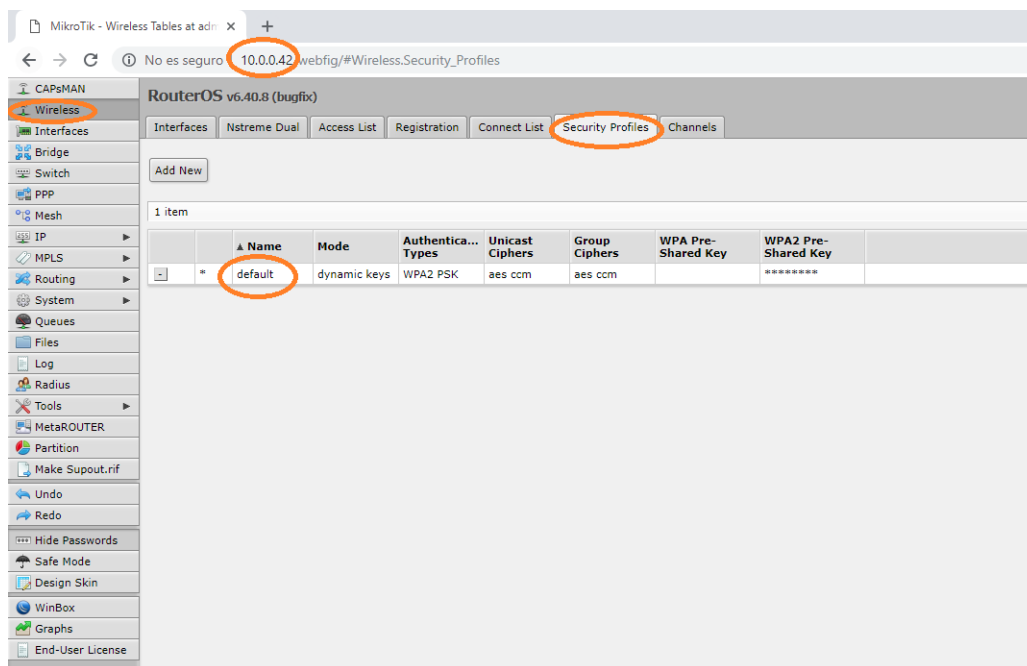 MikroTik - Wireless Tables at adm
No es seguro 10.0.0.42/webfig/#Wireless.Security_Profiles
CAPsMAN
Wireless
Interfaces
Bridge
Switch
PPP
Mesh
IP
MPLS
Routing
System
Queues
Files
Log
Radius
Tools
MetaROUTER
Partition
Make Supout.rif
Undo
Redo
Hide Passwords
Safe Mode
Design Skin
WinBox
Graphs
End-User License
RouterOS v6.40.8 (bugfix)
Interfaces Nstreme Dual Access List Registration Connect List Security Profiles Channels
Add New
1 item
▲ Name Mode Authentica... Types Unicast Ciphers Group Ciphers WPA Pre-Shared Key WPA2 Pre-Shared Key
- * default dynamic keys WPA2 PSK aes ccm aes ccm ********